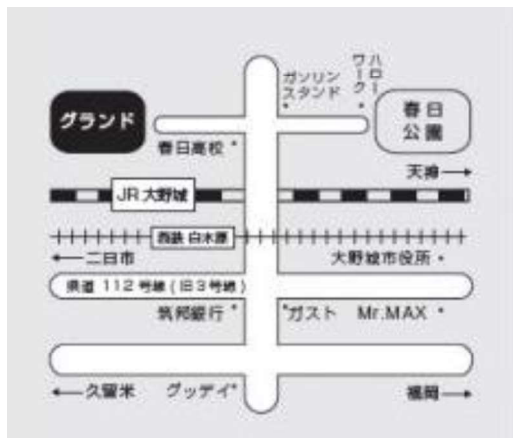 ハロー
ワーク
ガソリン
スタンド
グランド
春日
公園
春日高校
天神→
JR大野城
西鉄 白木原
←二日市
大野城市役所
県道 112 号線 ( 旧3号線 )
筑邦銀行
ガスト
Mr.MAX
←久留米
グッデイ
福岡→